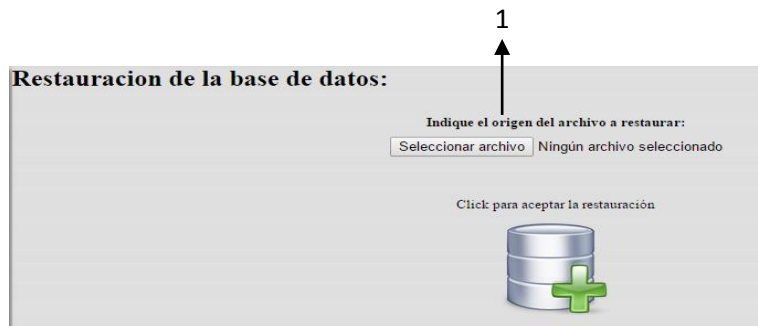 1
Restauracion de la base de datos:
Indique el origen del archivo a restaurar:
Seleccionar archivo Ningún archivo seleccionado
Click para aceptar la restauración